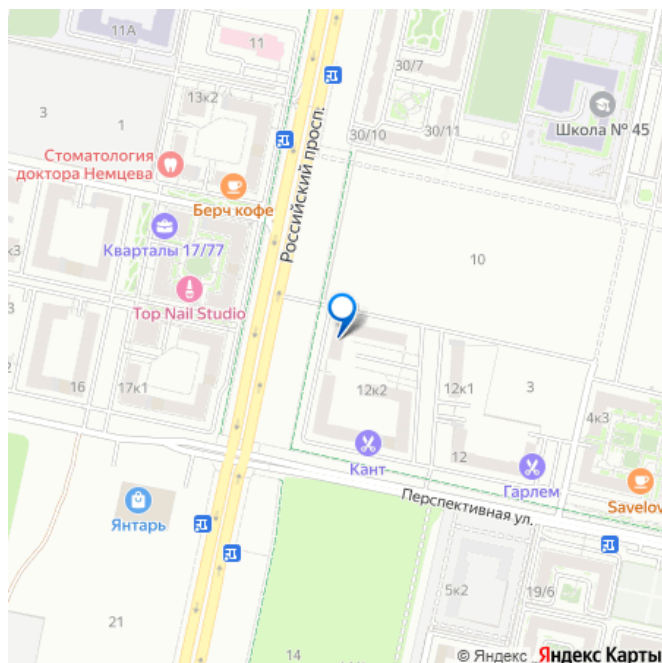 11А
11
30/7
13к2
3
1
30/10
30/11
Школа № 45
Стоматология
доктора Немцева
Российский просп.
Берч кофе
Кварталы 17/77
к3
10
Top Nail Studio
16
17к1
12к2
12к1
3
4к3
12
Кант
Гарлем
Savelov
Перспективная ул.
Янтарь
5к2
19/6
21
14
© Яндекс Яндекс Карты